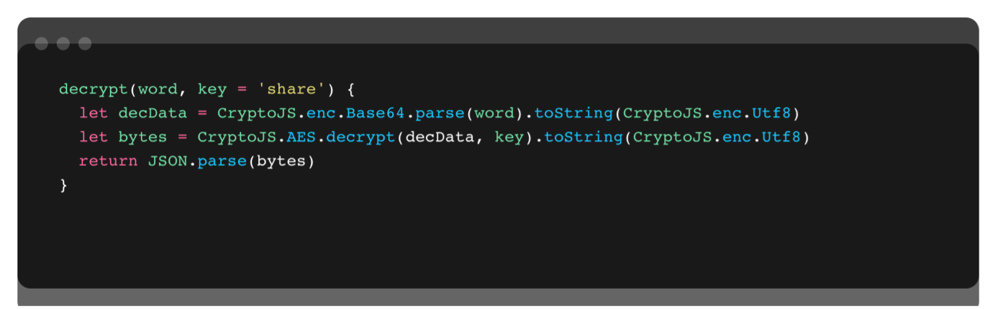 decrypt(word, key = 'share') {
  let decData = CryptoJS.enc.Base64.parse(word).toString(CryptoJS.enc.Utf8)
  let bytes = CryptoJS.AES.decrypt(decData, key).toString(CryptoJS.enc.Utf8)
  return JSON.parse(bytes)
}